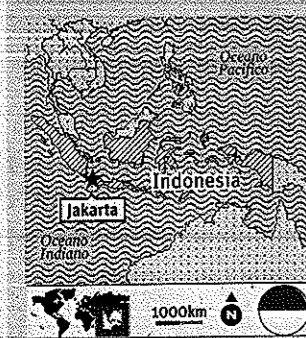 Oceano
Pacifico
Indonesia
Jakarta
Oceano
Indiano
1000km
N